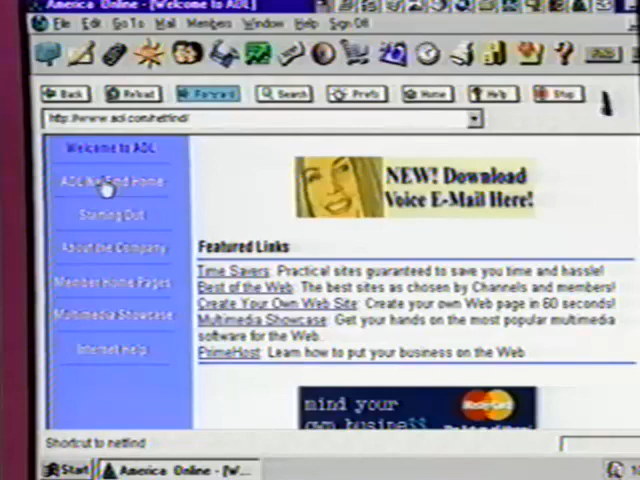 America Online - [Welcome to AOL]
File Edit Go To Mail Members Window Help Sign Off
Back Reload Forward Search Prefs Home Help Stop
http://www.aol.com/netfind/
Welcome to AOL
AOL NetFind Home
Starting Out
About the Company
Member Home Pages
Multimedia Showcase
Internet Help
NEW! Download
Voice E-Mail Here!
Featured Links
Time Savers: Practical sites guaranteed to save you time and hassle!
Best of the Web: The best sites as chosen by Channels and members!
Create Your Own Web Site: Create your own Web page in 60 seconds!
Multimedia Showcase: Get your hands on the most popular multimedia
software for the Web.
PrimeHost: Learn how to put your business on the Web
mind your
own busine$$
MasterCard
Shortcut to netfind
Start
America Online - [W...